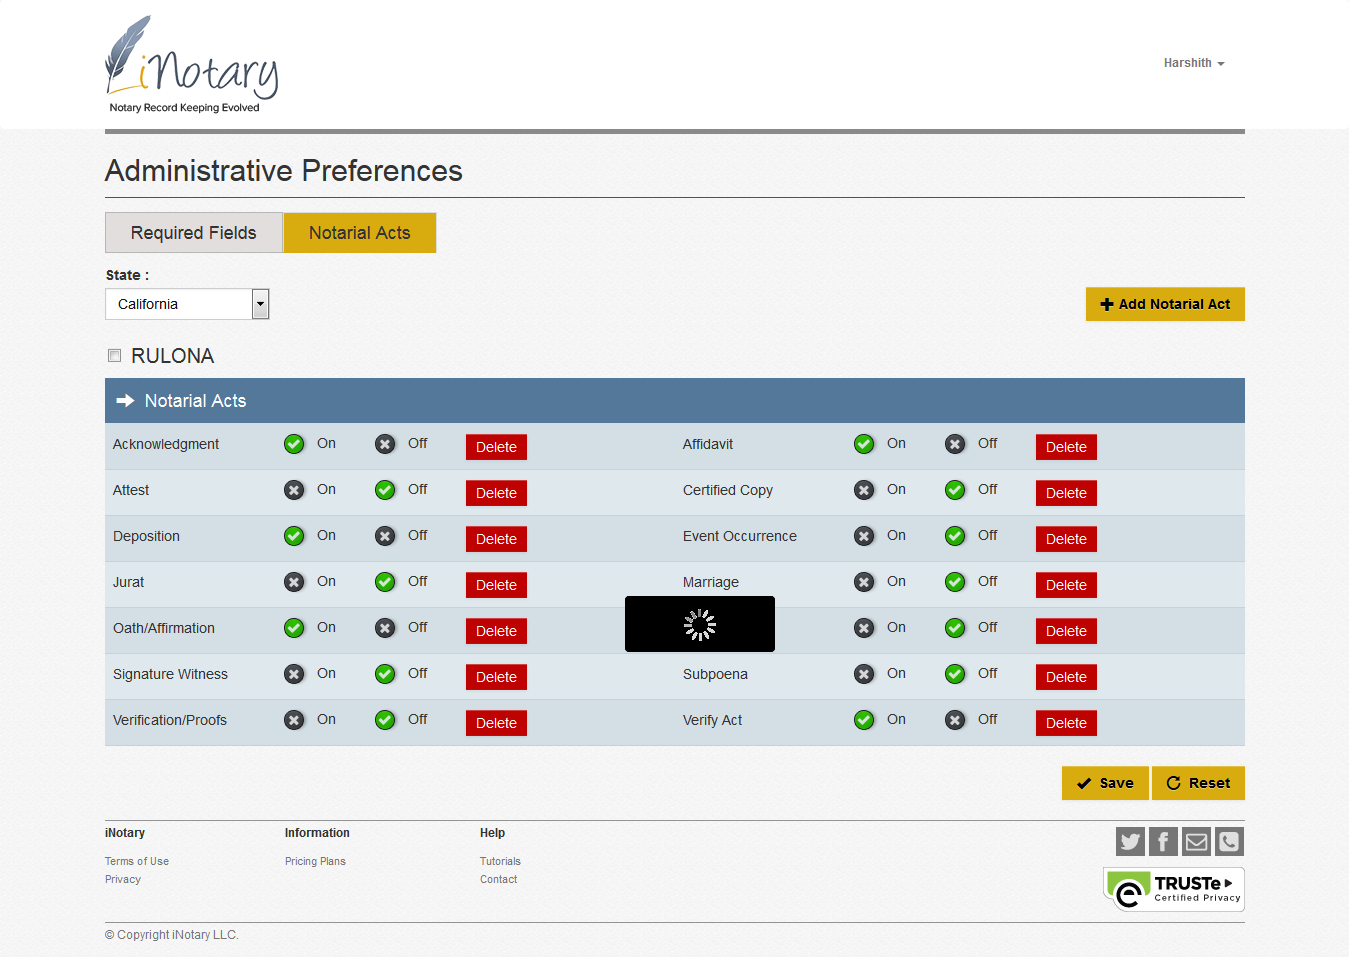 iNotary
Notary Record Keeping Evolved
Harshith
Administrative Preferences
Required Fields
Notarial Acts
State :
California
Add Notarial Act
RULONA
Notarial Acts
Acknowledgment On Off Delete Affidavit On Off Delete
Attest On Off Delete Certified Copy On Off Delete
Deposition On Off Delete Event Occurrence On Off Delete
Jurat On Off Delete Marriage On Off Delete
Oath/Affirmation On Off Delete On Off Delete
Signature Witness On Off Delete Subpoena On Off Delete
Verification/Proofs On Off Delete Verify Act On Off Delete
Save Reset
iNotary Information Help
Terms of Use Pricing Plans Tutorials
Privacy Contact
TRUSTe
Certified Privacy
© Copyright iNotary LLC.